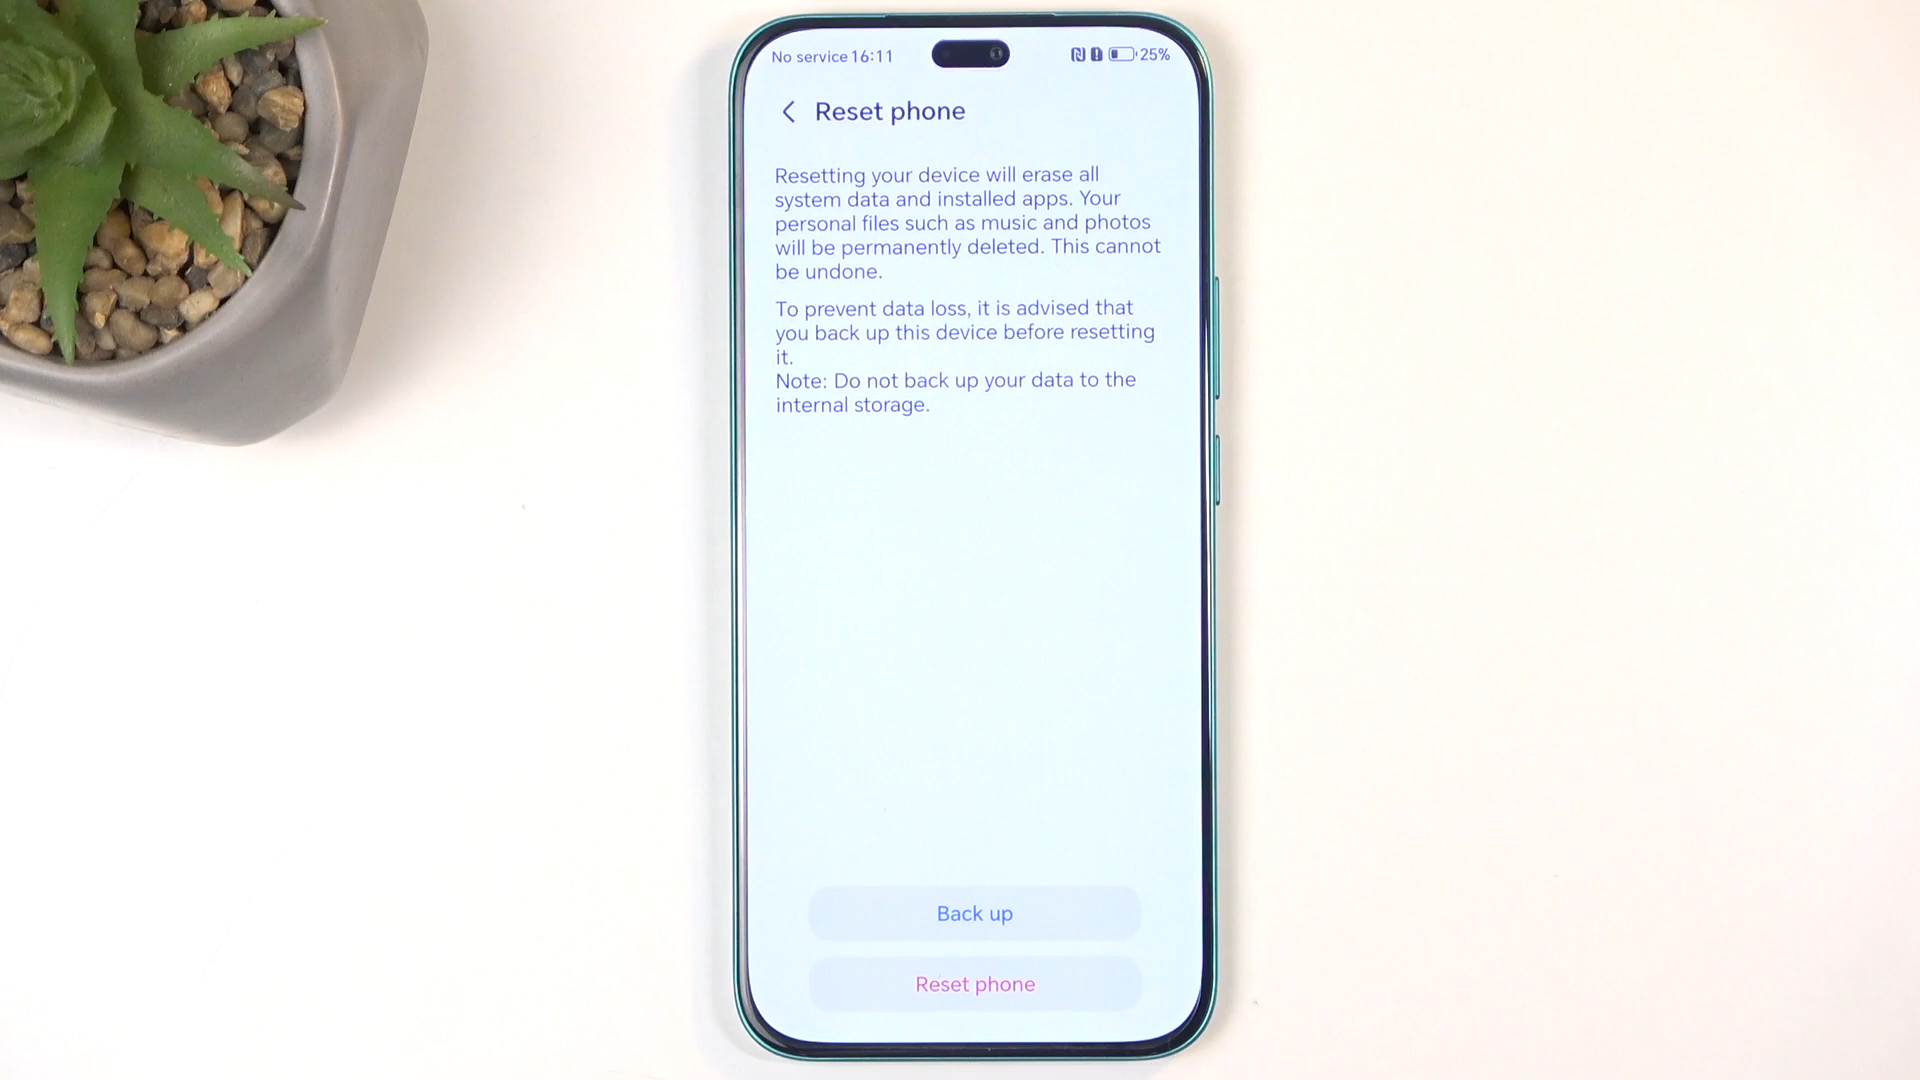 No service 16:11 25%
Reset phone
Resetting your device will erase all
system data and installed apps. Your
personal files such as music and photos
will be permanently deleted. This cannot
be undone.
To prevent data loss, it is advised that
you back up this device before resetting
it.
Note: Do not back up your data to the
internal storage.
Back up
Reset phone